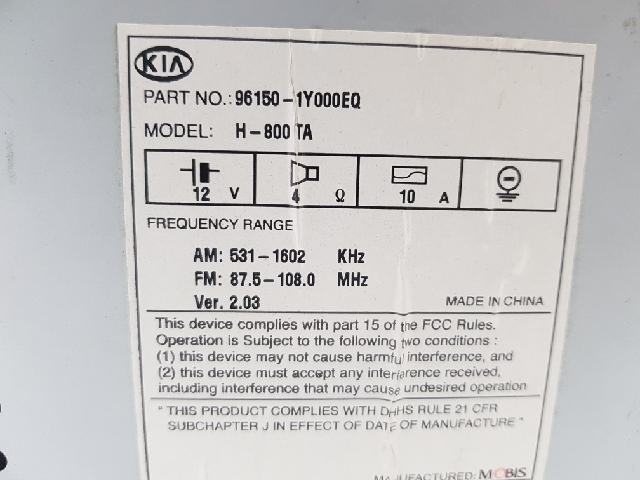 KIA
PART NO.: 96150-1Y000EQ
MODEL: H-800 TA
12 V 4 Ω 10 A
FREQUENCY RANGE
AM: 531-1602 KHz
FM: 87.5-108.0 MHz
Ver. 2.03 MADE IN CHINA
This device complies with part 15 of the FCC Rules.
Operation is Subject to the following two conditions :
(1) this device may not cause harmful interference, and
(2) this device must accept any interference received,
including interference that may cause undesired operation
" THIS PRODUCT COMPLIES WITH DHHS RULE 21 CFR
SUBCHAPTER J IN EFFECT OF DATE OF MANUFACTURE "
MANUFACTURED: MOBIS